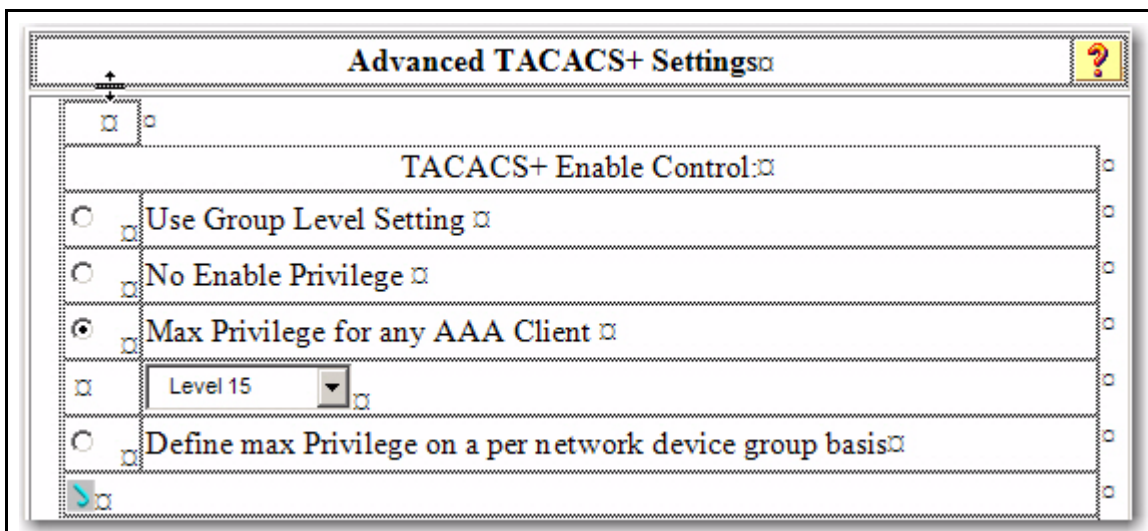 Advanced TACACS+ Settings¤
?
¤ ¤
TACACS+ Enable Control:¤ ¤
¤ Use Group Level Setting ¤ ¤
¤ No Enable Privilege ¤ ¤
¤ Max Privilege for any AAA Client ¤ ¤
¤ Level 15 ¤ ¤
¤ Define max Privilege on a per network device group basis¤ ¤
¤ ¤